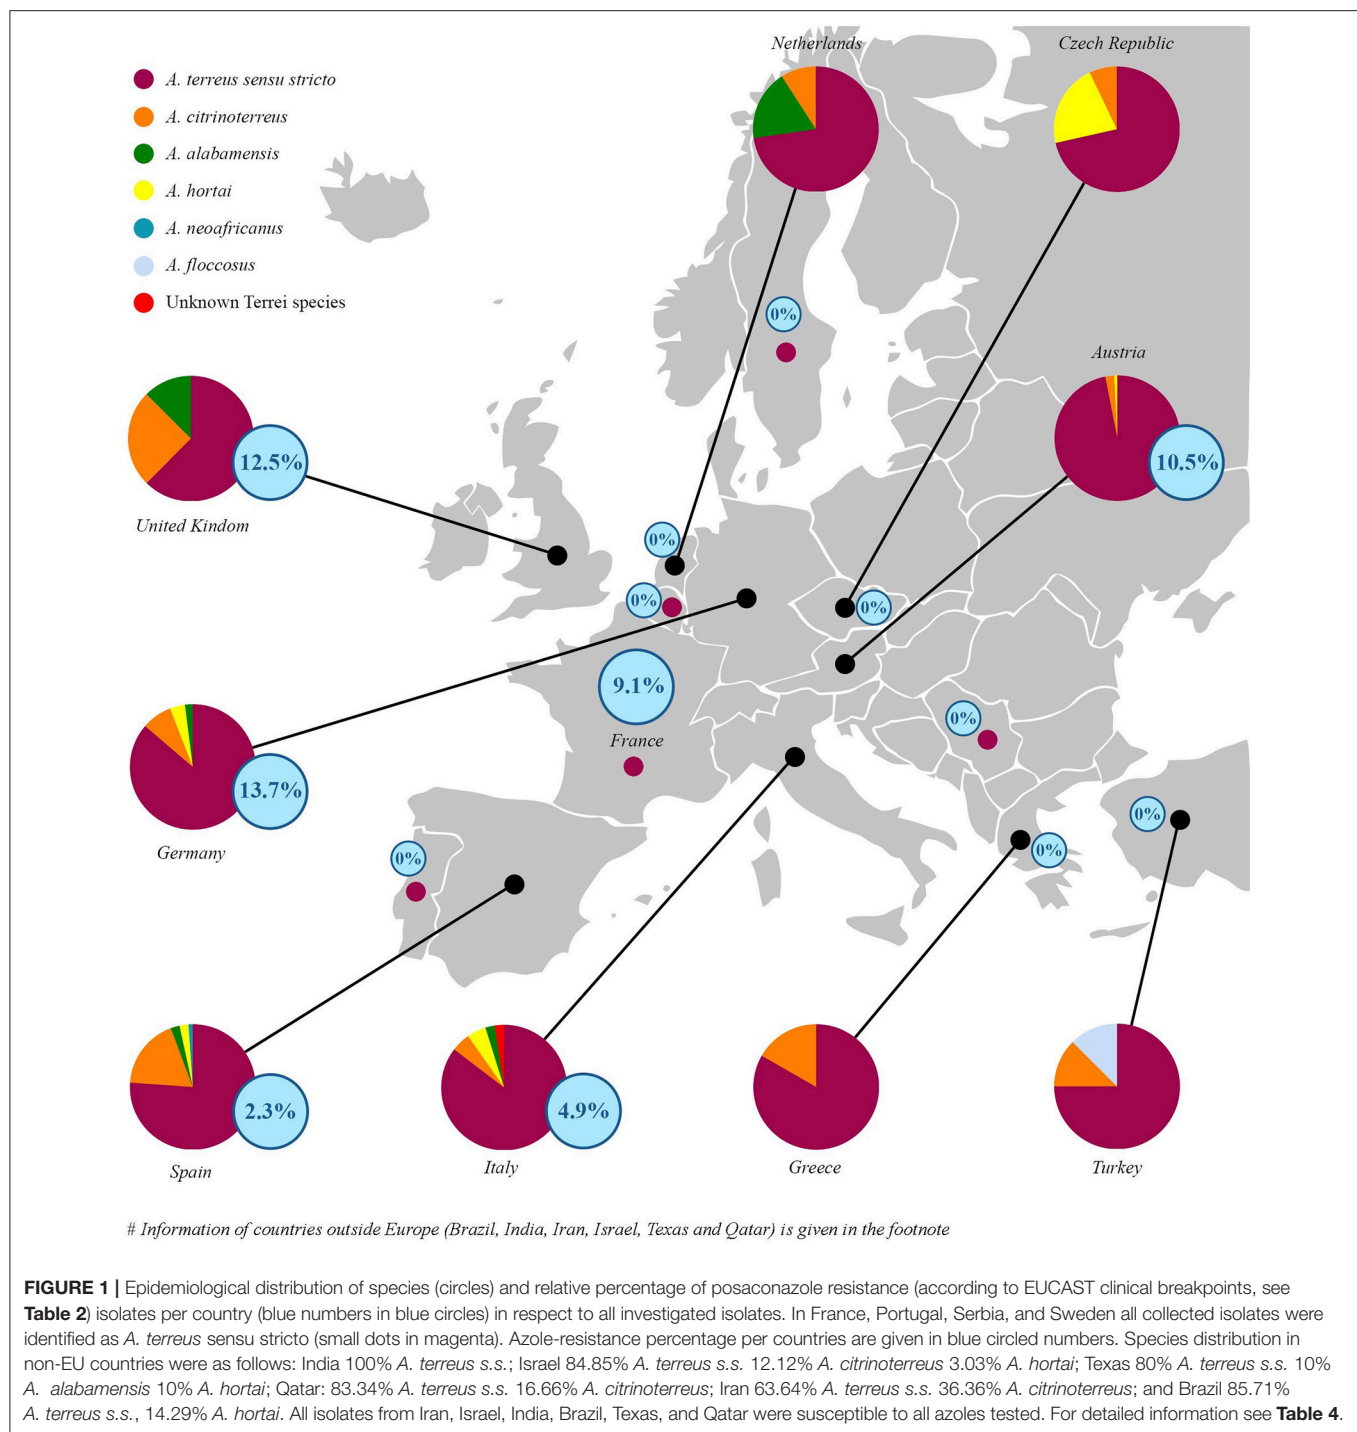 Netherlands
Czech Republic
A. terreus sensu stricto
A. citrinoterreus
A. alabamensis
A. hortai
A. neoafricanus
A. floccosus
Unknown Terrei species
0%
Austria
12.5%
10.5%
United Kindom
0%
0%
0%
9.1%
France
0%
13.7%
Germany
0%
0%
0%
2.3%
4.9%
Spain
Italy
Greece
Turkey
# Information of countries outside Europe (Brazil, India, Iran, Israel, Texas and Qatar) is given in the footnote
FIGURE 1 | Epidemiological distribution of species (circles) and relative percentage of posaconazole resistance (according to EUCAST clinical breakpoints, see
Table 2) isolates per country (blue numbers in blue circles) in respect to all investigated isolates. In France, Portugal, Serbia, and Sweden all collected isolates were
identified as A. terreus sensu stricto (small dots in magenta). Azole-resistance percentage per countries are given in blue circled numbers. Species distribution in
non-EU countries were as follows: India 100% A. terreus s.s.; Israel 84.85% A. terreus s.s. 12.12% A. citrinoterreus 3.03% A. hortai; Texas 80% A. terreus s.s. 10%
A. alabamensis 10% A. hortai; Qatar: 83.34% A. terreus s.s. 16.66% A. citrinoterreus; Iran 63.64% A. terreus s.s. 36.36% A. citrinoterreus; and Brazil 85.71%
A. terreus s.s., 14.29% A. hortai. All isolates from Iran, Israel, India, Brazil, Texas, and Qatar were susceptible to all azoles tested. For detailed information see Table 4.